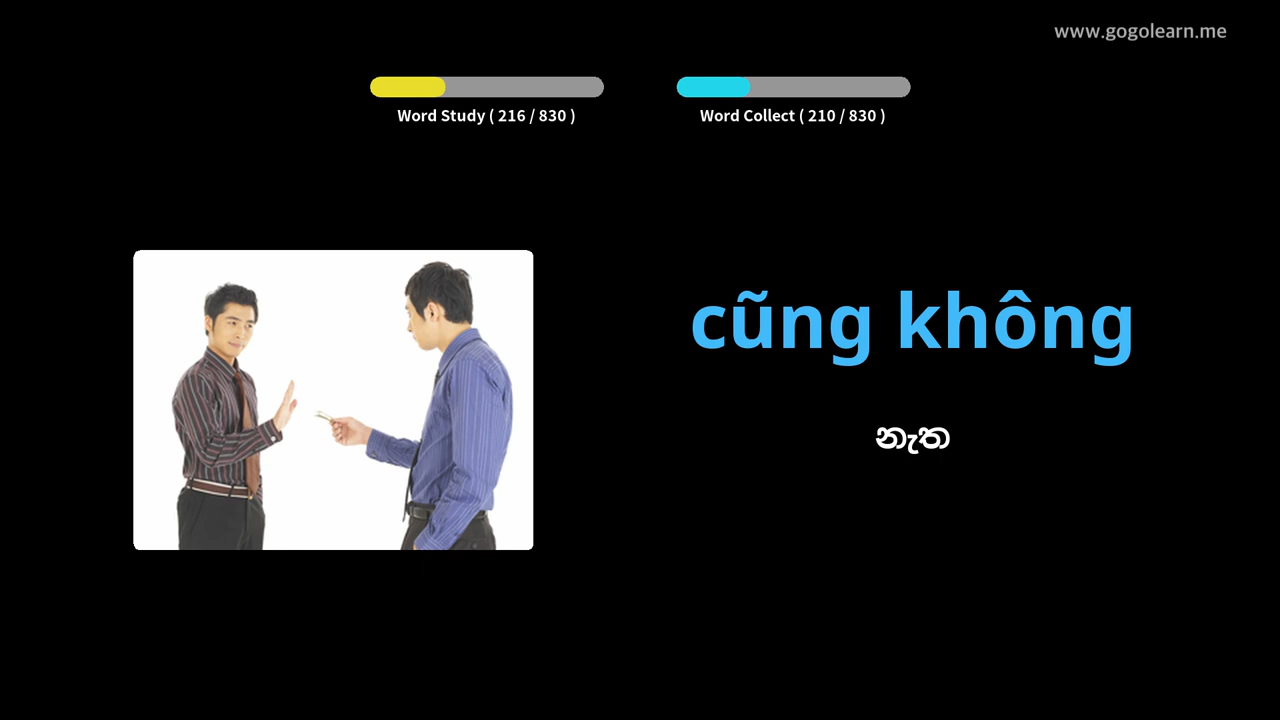 www.gogolearn.me
Word Study ( 216 / 830 )
Word Collect ( 210 / 830 )
cũng không
නැත